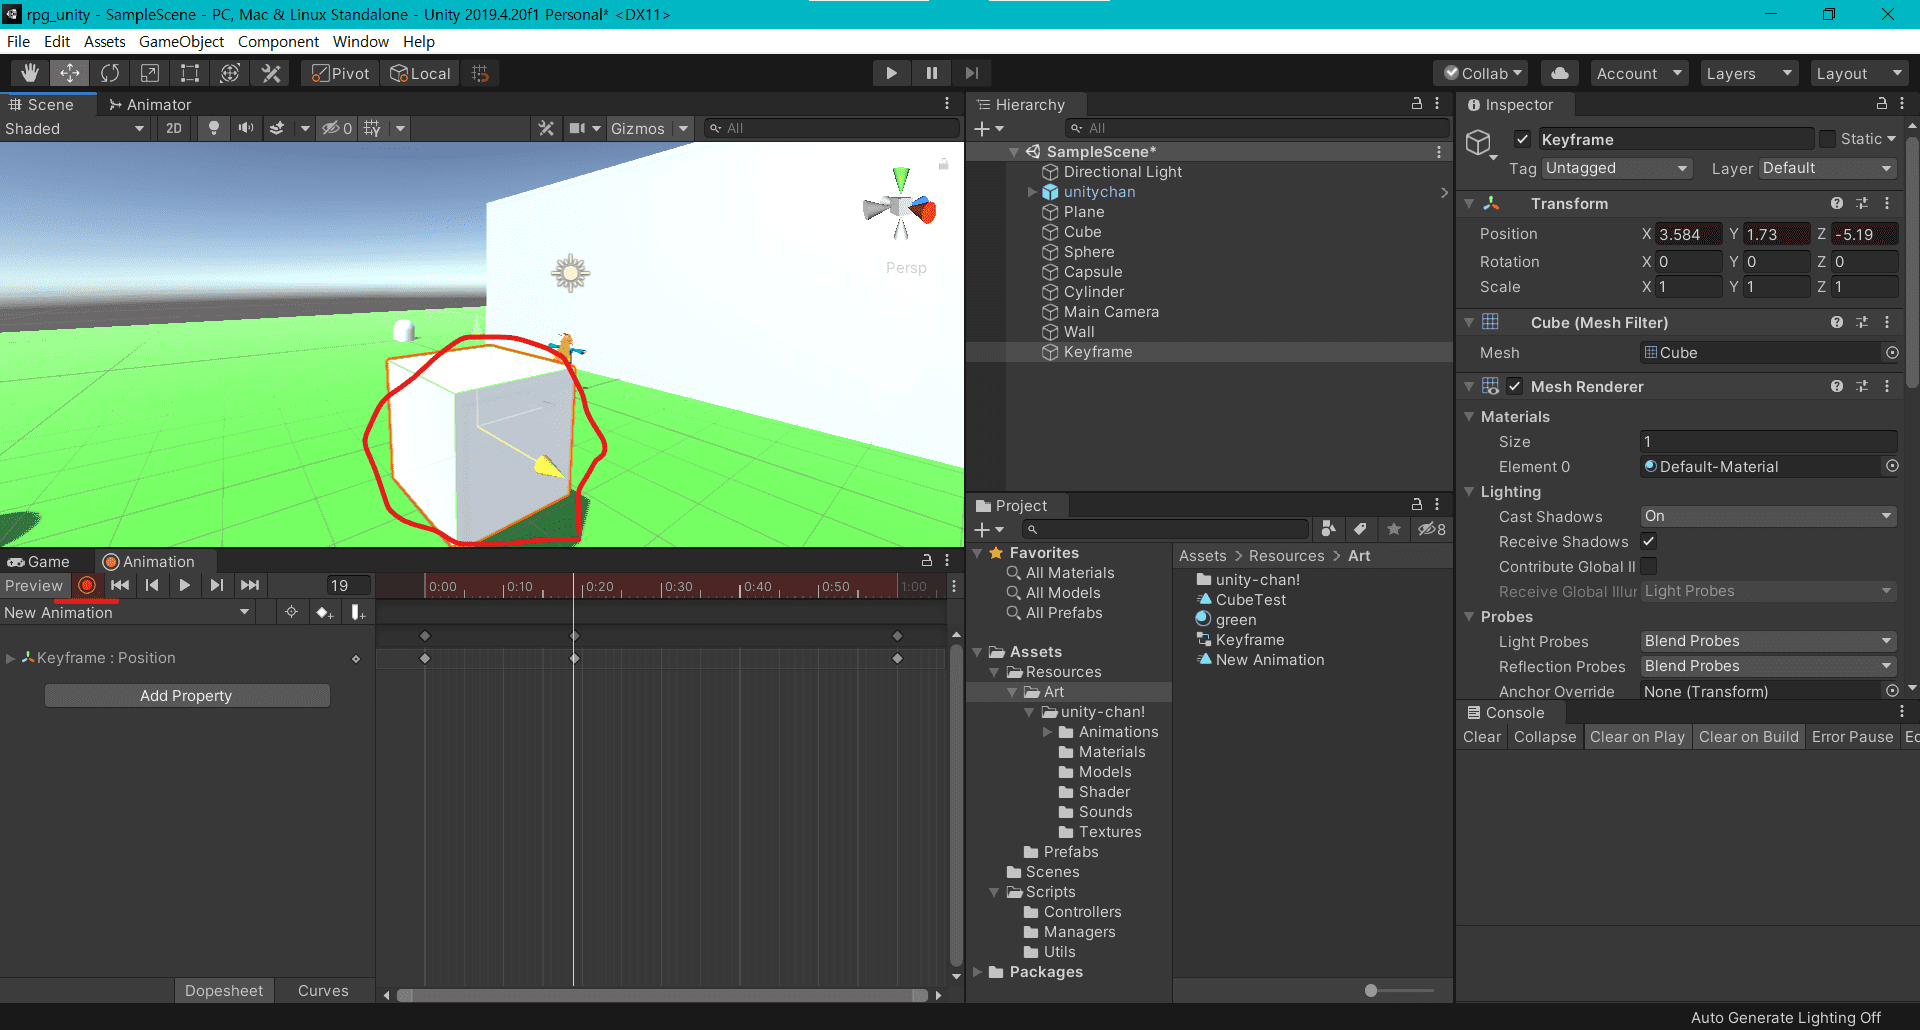 rpg_unity - SampleScene - PC, Mac & Linux Standalone - Unity 2019.4.20f1 Personal* <DX11>
File Edit Assets GameObject Component Window Help
Pivot Local Collab Account Layers Layout
Scene Animator
Shaded 2D 0 Gizmos All
Persp
Hierarchy
All
SampleScene*
Directional Light
unitychan
Plane
Cube
Sphere
Capsule
Cylinder
Main Camera
Wall
Keyframe
Inspector
Keyframe Static
Tag Untagged Layer Default
Transform
Position X 3.584 Y 1.73 Z -5.19
Rotation X 0 Y 0 Z 0
Scale X 1 Y 1 Z 1
Cube (Mesh Filter)
Mesh Cube
Mesh Renderer
Materials
Size 1
Element 0 Default-Material
Lighting
Cast Shadows On
Receive Shadows
Contribute Global Il
Receive Global Illur Light Probes
Probes
Light Probes Blend Probes
Reflection Probes Blend Probes
Anchor Override None (Transform)
Game Animation
Preview 19 0:00 0:10 0:20 0:30 0:40 0:50 1:00
New Animation
Keyframe : Position
Add Property
Dopesheet Curves
Project
8
Favorites
All Materials
All Models
All Prefabs
Assets
Resources
Art
unity-chan!
Animations
Materials
Models
Shader
Sounds
Textures
Prefabs
Scenes
Scripts
Controllers
Managers
Utils
Packages
Assets > Resources > Art
unity-chan!
CubeTest
green
Keyframe
New Animation
Console
Clear Collapse Clear on Play Clear on Build Error Pause Ec
Auto Generate Lighting Off